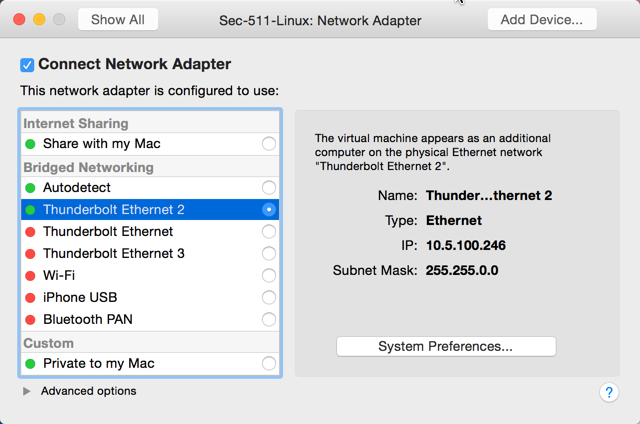 Show All
Sec-511-Linux: Network Adapter
Add Device...
Connect Network Adapter
This network adapter is configured to use:
Internet Sharing
Share with my Mac
Bridged Networking
Autodetect
Thunderbolt Ethernet 2
Thunderbolt Ethernet
Thunderbolt Ethernet 3
Wi-Fi
iPhone USB
Bluetooth PAN
Custom
Private to my Mac
The virtual machine appears as an additional
computer on the physical Ethernet network
"Thunderbolt Ethernet 2".
Name: Thunder...thernet 2
Type: Ethernet
IP: 10.5.100.246
Subnet Mask: 255.255.0.0
System Preferences...
Advanced options
?